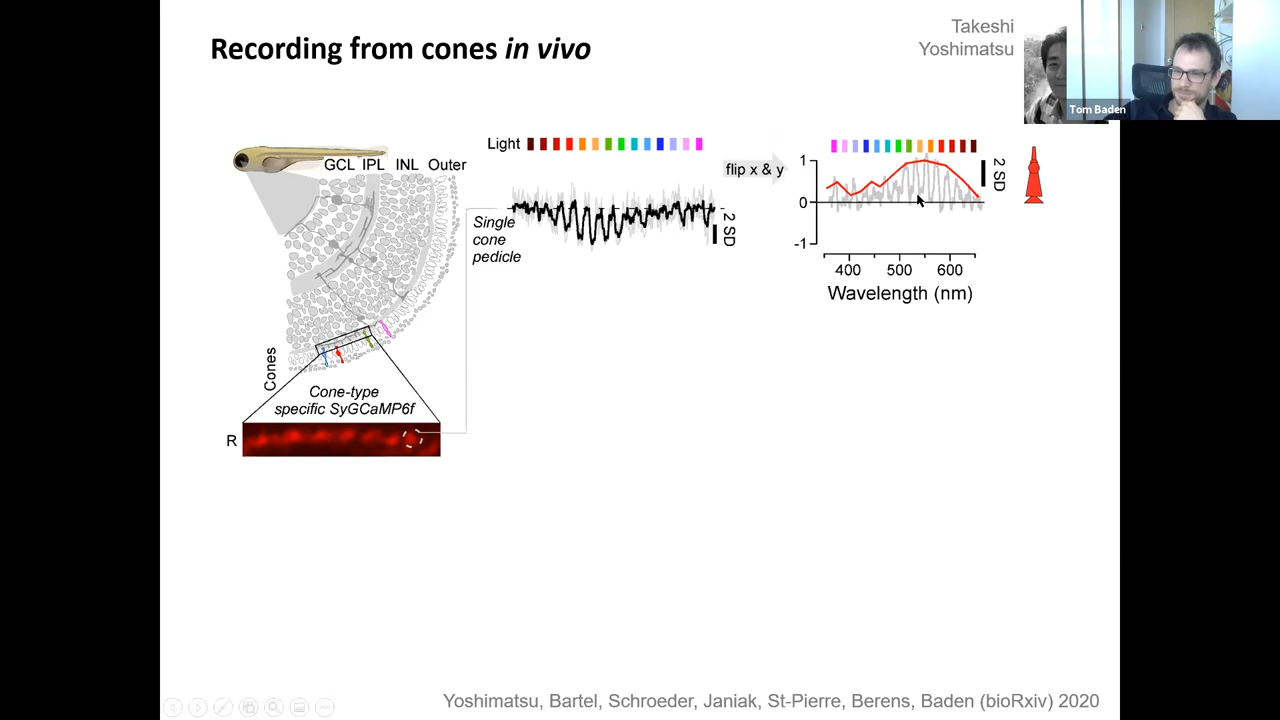 Recording from cones in vivo
Takeshi
Yoshimatsu
Tom Baden
Light
GCL IPL INL Outer
flip x & y
Single
cone
pedicle
2 SD
1
0
-1
2 SD
400 500 600
Wavelength (nm)
Cones
Cone-type
specific SyGCaMP6f
R
Yoshimatsu, Bartel, Schroeder, Janiak, St-Pierre, Berens, Baden (bioRxiv) 2020